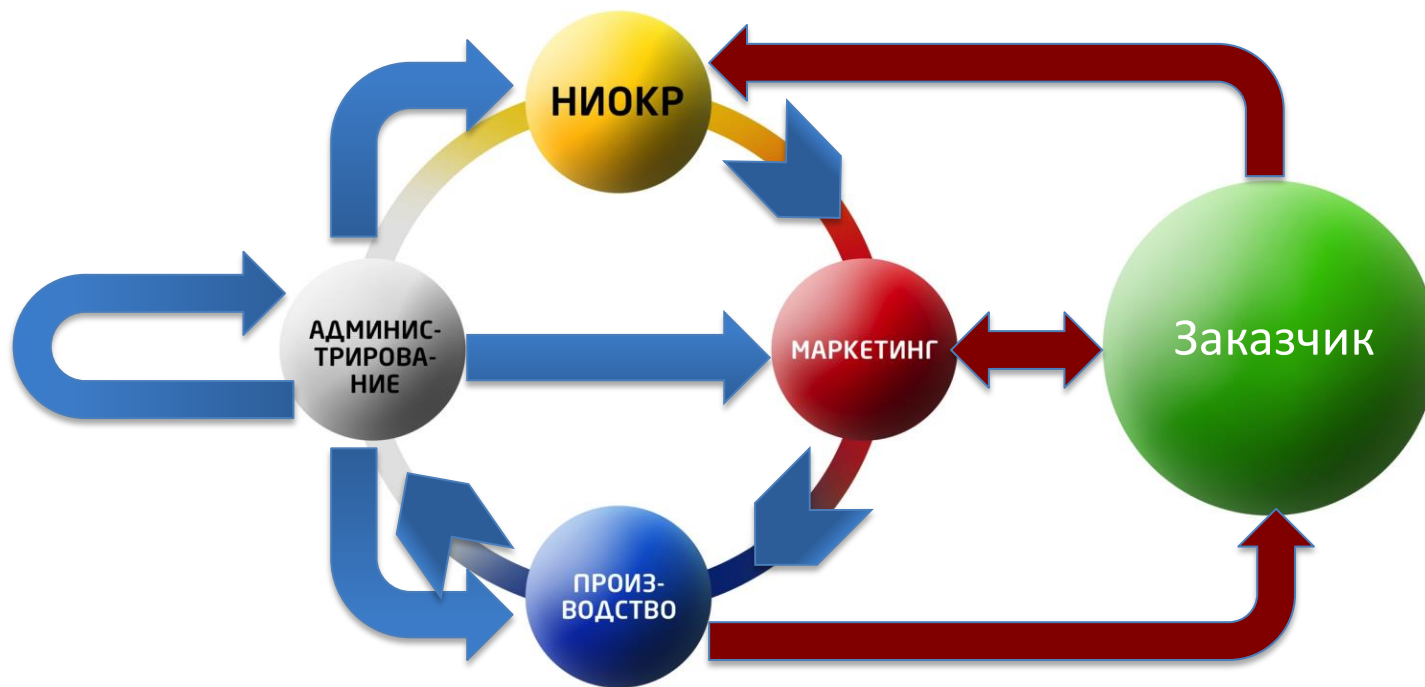 НИОКР
АДМИНИС-
ТРИРОВА-
НИЕ
МАРКЕТИНГ
Заказчик
ПРОИЗ-
ВОДСТВО